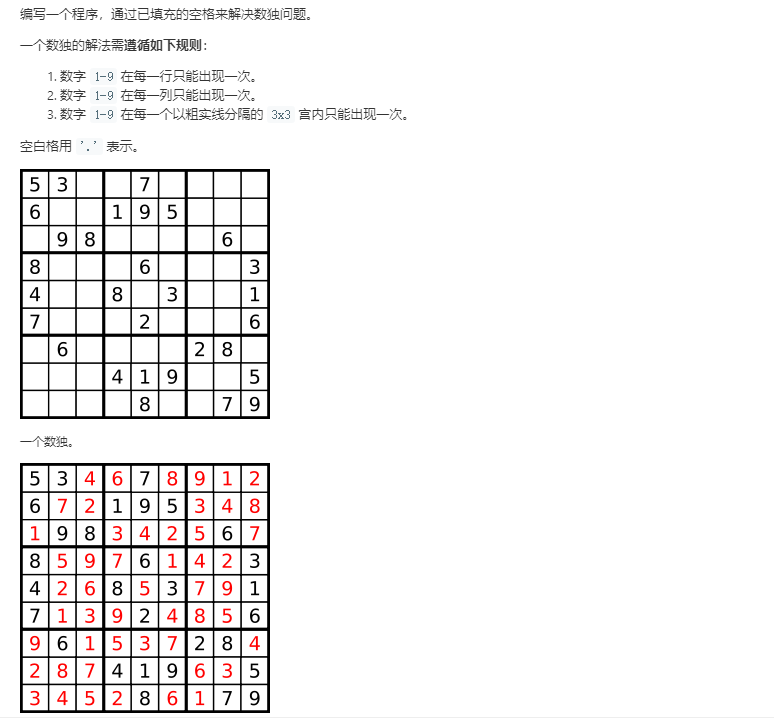 编写一个程序，通过已填充的空格来解决数独问题。
一个数独的解法需遵循如下规则：
1. 数字 1-9 在每一行只能出现一次。
2. 数字 1-9 在每一列只能出现一次。
3. 数字 1-9 在每一个以粗实线分隔的 3x3 宫内只能出现一次。
空白格用 '.' 表示。
5 3 7
6 1 9 5
9 8 6
8 6 3
4 8 3 1
7 2 6
6 2 8
4 1 9 5
8 7 9
一个数独。
5 3 4 6 7 8 9 1 2
6 7 2 1 9 5 3 4 8
1 9 8 3 4 2 5 6 7
8 5 9 7 6 1 4 2 3
4 2 6 8 5 3 7 9 1
7 1 3 9 2 4 8 5 6
9 6 1 5 3 7 2 8 4
2 8 7 4 1 9 6 3 5
3 4 5 2 8 6 1 7 9